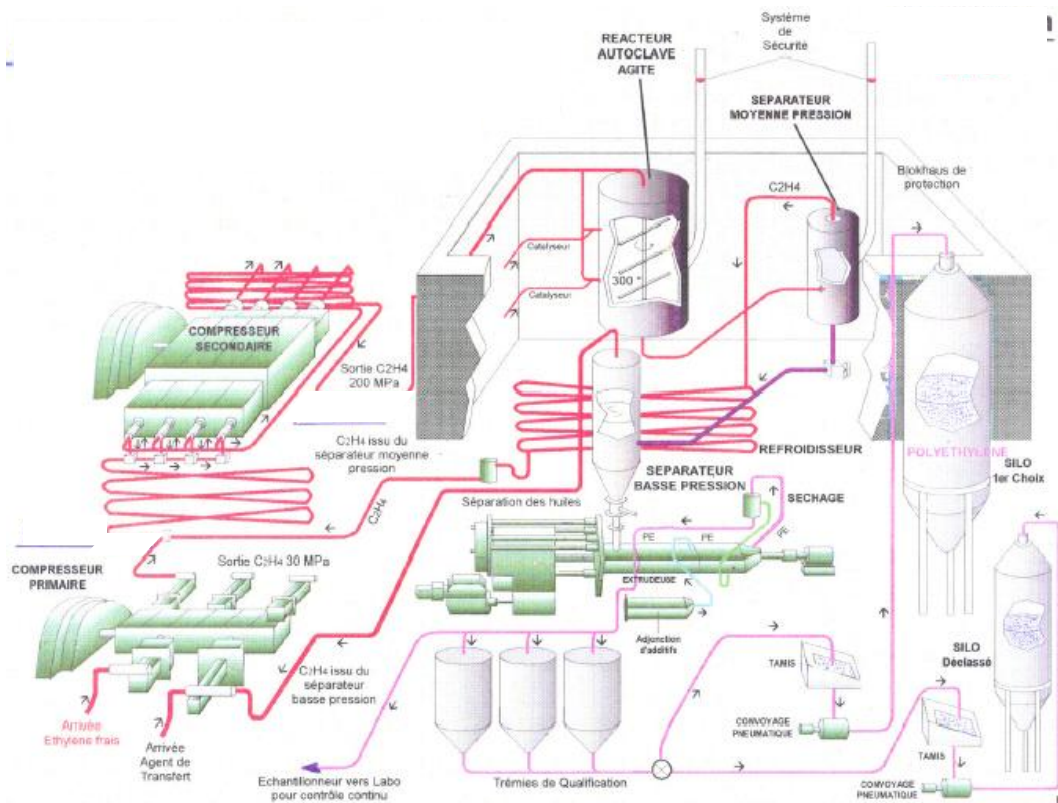 Système
de
Sécurité
REACTEUR
AUTOCLAVE
AGITE
SEPARATEUR
MOYENNE PRESSION
Blokhaus de
protection
C2H4
Catalyseur
300°
Catalyseur
COMPRESSEUR
SECONDAIRE
Sortie C2H4
200 MPa
C2H4 issu du
séparateur moyenne
pression
REFROIDISSEUR
POLYETHYLENE
SILO
1er Choix
SEPARATEUR
BASSE PRESSION
SECHAGE
Séparation des huiles
C2H4
PE
PE
PE
EXTRUDEUSE
COMPRESSEUR
PRIMAIRE
Sortie C2H4 30 MPa
Adjonction
d'additifs
SILO
Déclassé
TAMIS
C2H4 issu du
séparateur
basse pression
CONVOYAGE
PNEUMATIQUE
TAMIS
Arrivée
Ethylene frais
Arrivée
Agent de
Transfert
Echantillonneur vers Labo
pour contrôle continu
Trémies de Qualification
CONVOYAGE
PNEUMATIQUE